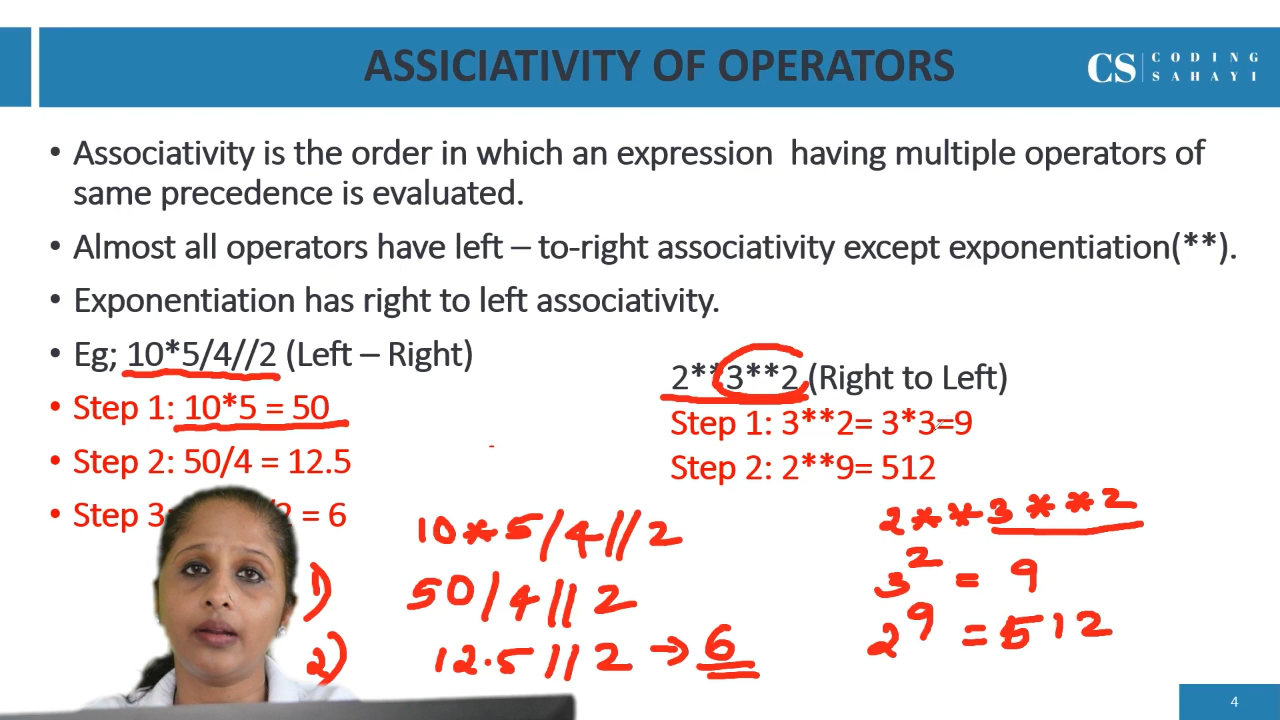 ASSICIATIVITY OF OPERATORS
CS CODING
SAHAYI
• Associativity is the order in which an expression having multiple operators of
same precedence is evaluated.
• Almost all operators have left – to-right associativity except exponentiation(**).
• Exponentiation has right to left associativity.
• Eg; 10*5/4//2 (Left – Right)
• Step 1: 10*5 = 50
• Step 2: 50/4 = 12.5
• Step 3: /2 = 6
2**3**2 (Right to Left)
Step 1: 3**2= 3*3=9
Step 2: 2**9= 512
10*5/4//2
1) 50/4//2
2) 12.5//2 → 6
2**3**2
3² = 9
2⁹ = 512
4